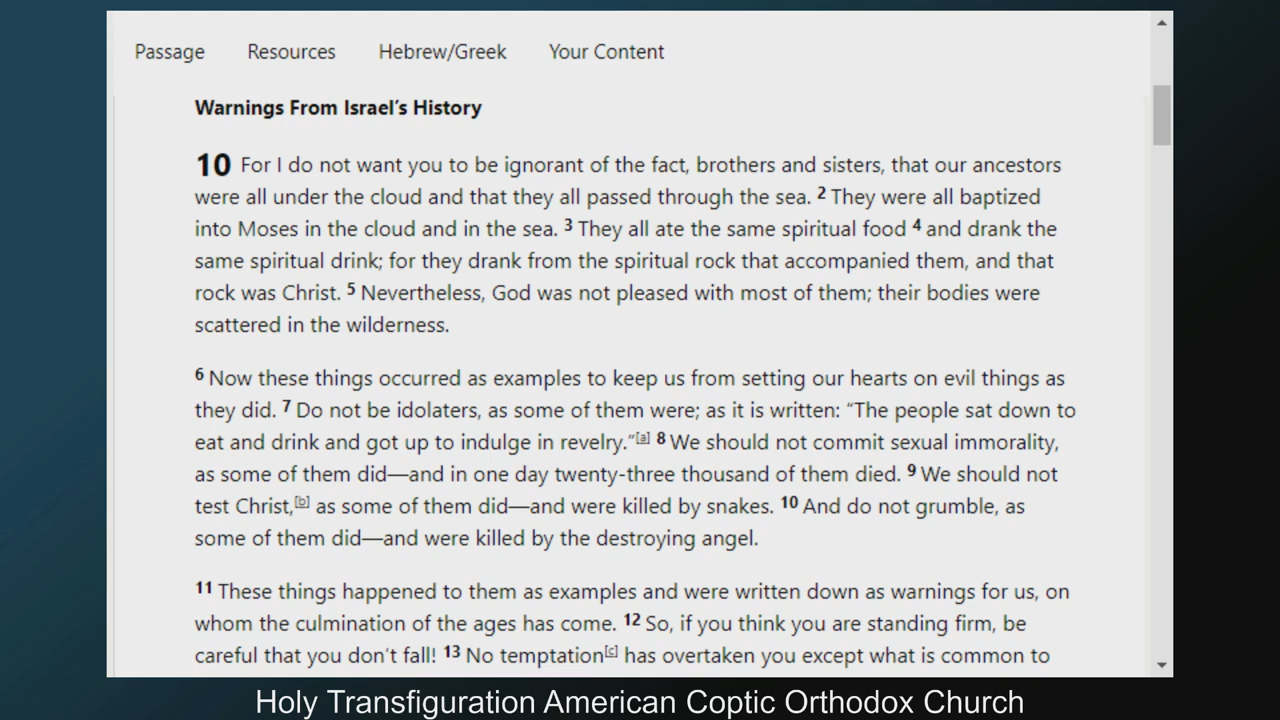 Passage Resources Hebrew/Greek Your Content
Warnings From Israel's History
10 For I do not want you to be ignorant of the fact, brothers and sisters, that our ancestors
were all under the cloud and that they all passed through the sea. 2 They were all baptized
into Moses in the cloud and in the sea. 3 They all ate the same spiritual food 4 and drank the
same spiritual drink; for they drank from the spiritual rock that accompanied them, and that
rock was Christ. 5 Nevertheless, God was not pleased with most of them; their bodies were
scattered in the wilderness.
6 Now these things occurred as examples to keep us from setting our hearts on evil things as
they did. 7 Do not be idolaters, as some of them were; as it is written: “The people sat down to
eat and drink and got up to indulge in revelry.”[a] 8 We should not commit sexual immorality,
as some of them did—and in one day twenty-three thousand of them died. 9 We should not
test Christ,[b] as some of them did—and were killed by snakes. 10 And do not grumble, as
some of them did—and were killed by the destroying angel.
11 These things happened to them as examples and were written down as warnings for us, on
whom the culmination of the ages has come. 12 So, if you think you are standing firm, be
careful that you don't fall! 13 No temptation[c] has overtaken you except what is common to
Holy Transfiguration American Coptic Orthodox Church